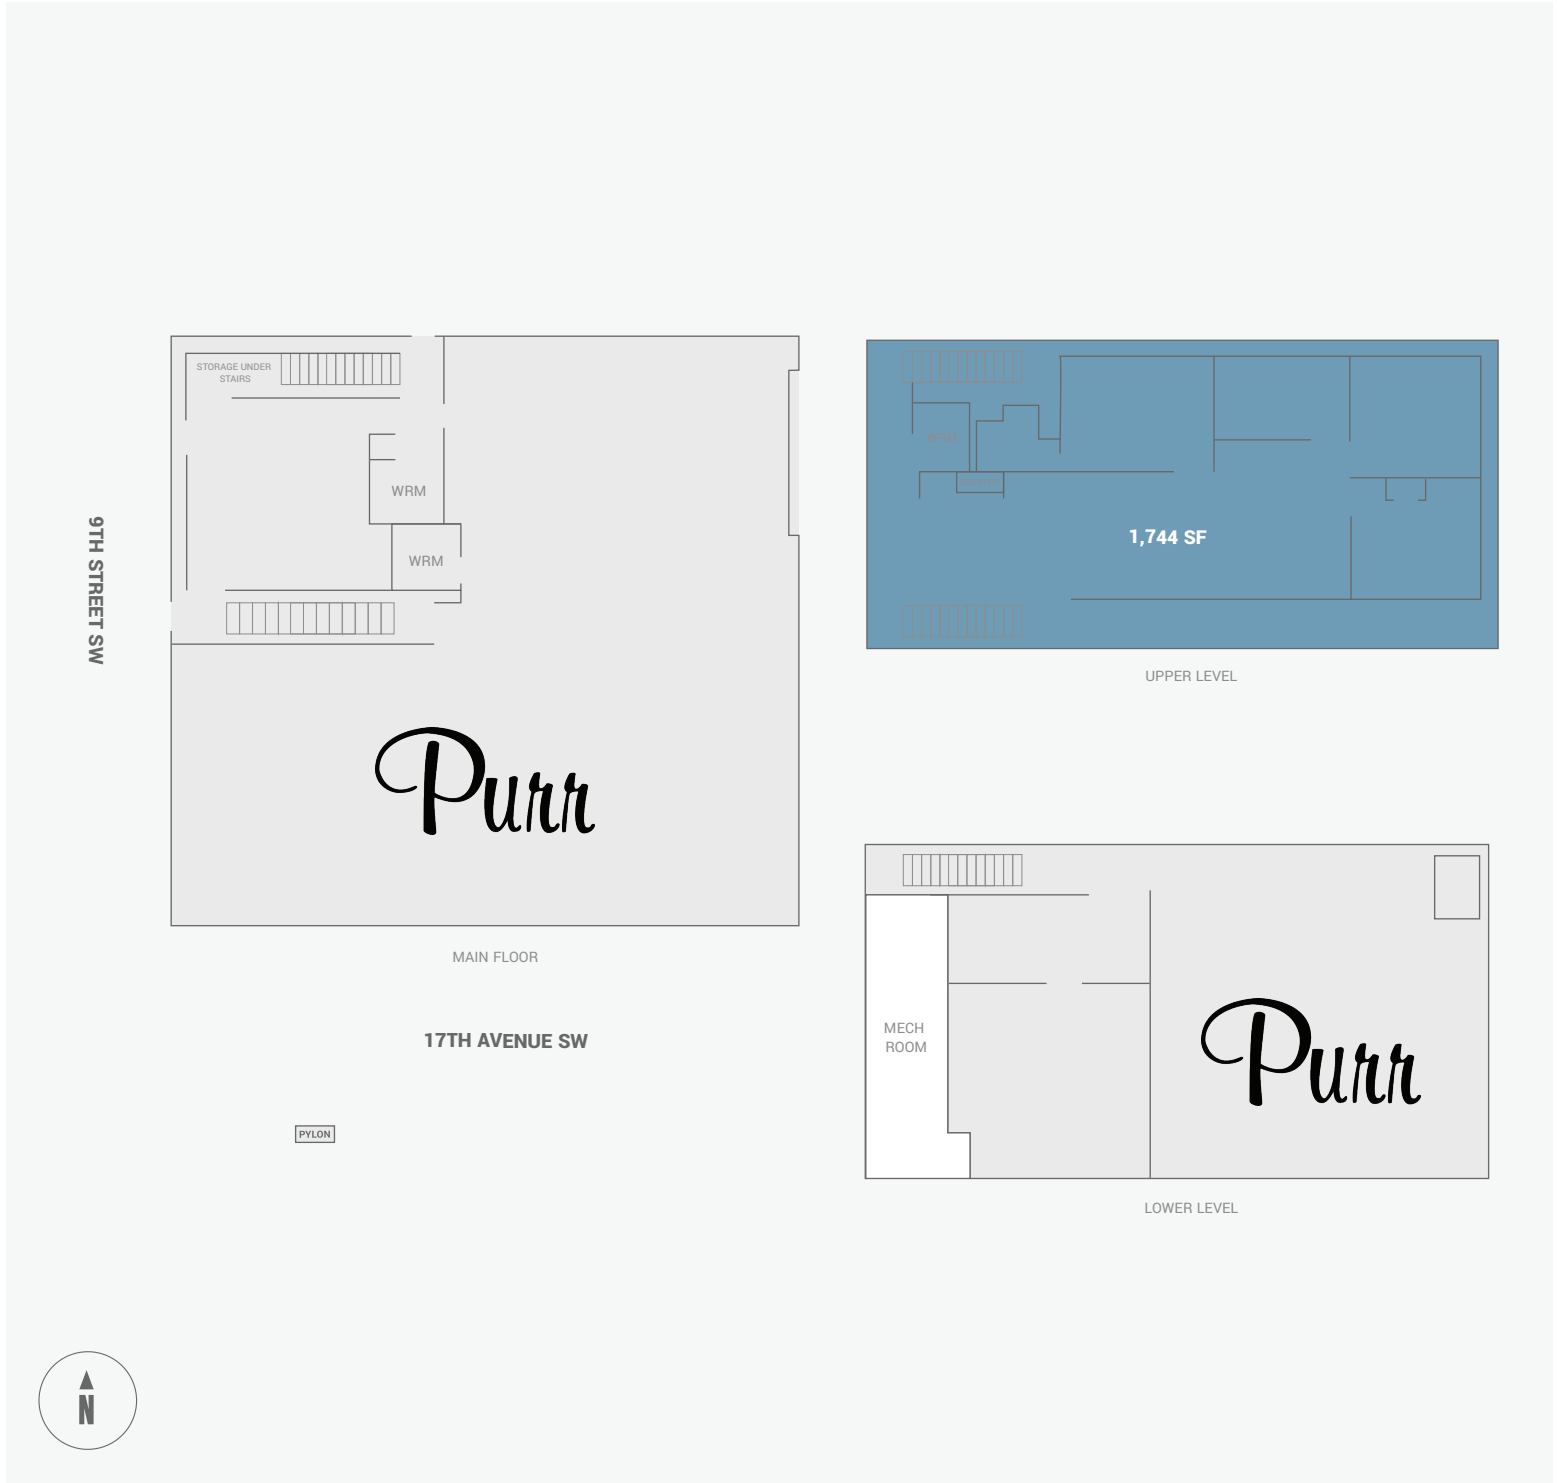 STORAGE UNDER
STAIRS
WRM
WRM
9TH STREET SW
Purr
MAIN FLOOR
17TH AVENUE SW
PYLON
1,744 SF
UPPER LEVEL
MECH
ROOM
Purr
LOWER LEVEL
N